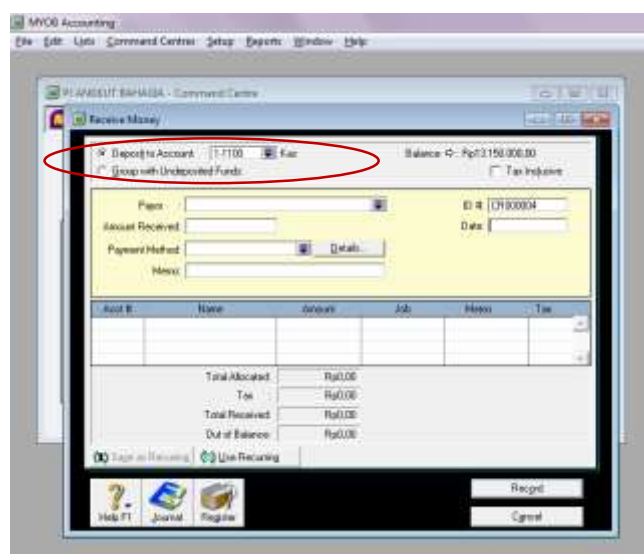 MYOB Accounting
File Edit Lists Command Centres Setup Reports Window Help
PT ANGKUT BAHAGIA - Command Centre
Receive Money
Deposit to Account: 1-1100 Kas Balance Rp13.150.000,00
Group with Undeposited Funds Tax Inclusive
Payor: ID #: CR000004
Amount Received: Date:
Payment Method: Details...
Memo:
Acct # Name Amount Job Memo Tax
Total Allocated: Rp0,00
Tax: Rp0,00
Total Received: Rp0,00
Out of Balance: Rp0,00
Save as Recurring Use Recurring
Record
Help F1 Journal Register Cancel